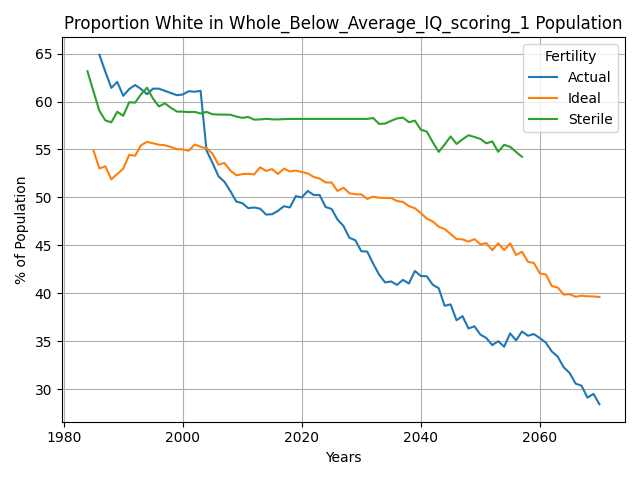 Proportion White in Whole_Below_Average_IQ_scoring_1 Population
Fertility
Actual
Ideal
Sterile
% of Population
65
60
55
50
45
40
35
30
1980
2000
2020
2040
2060
Years